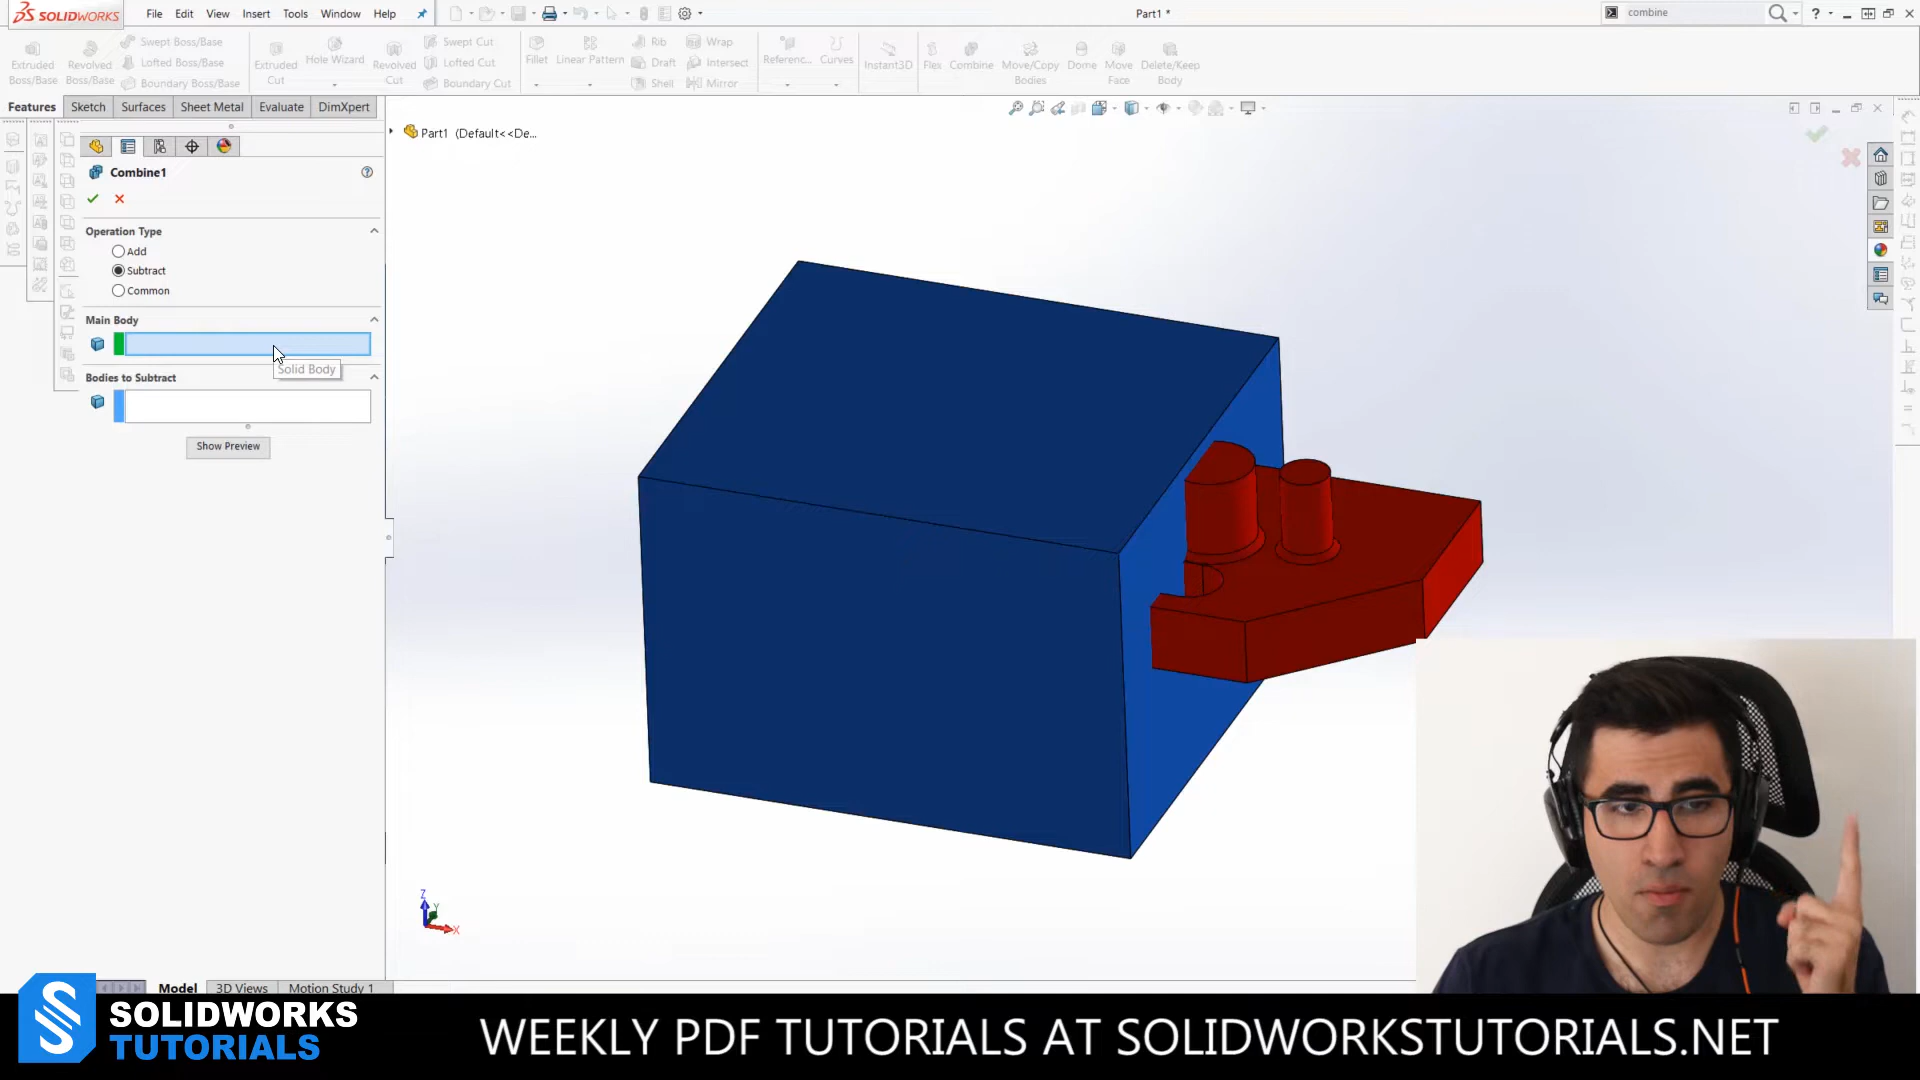 SOLIDWORKS
File Edit View Insert Tools Window Help
Part1 *
combine
Extruded Boss/Base
Revolved Boss/Base
Swept Boss/Base
Lofted Boss/Base
Boundary Boss/Base
Extruded Cut
Hole Wizard
Revolved Cut
Swept Cut
Lofted Cut
Boundary Cut
Fillet
Linear Pattern
Rib
Draft
Shell
Wrap
Intersect
Mirror
Referenc...
Curves
Instant3D
Flex
Combine
Move/Copy Bodies
Dome
Move Face
Delete/Keep Body
Features Sketch Surfaces Sheet Metal Evaluate DimXpert
Part1 (Default<<De...
Combine1
Operation Type
Add
Subtract
Common
Main Body
Solid Body
Bodies to Subtract
Show Preview
Z
Y
X
Model 3D Views Motion Study 1
SOLIDWORKS
TUTORIALS
WEEKLY PDF TUTORIALS AT SOLIDWORKSTUTORIALS.NET